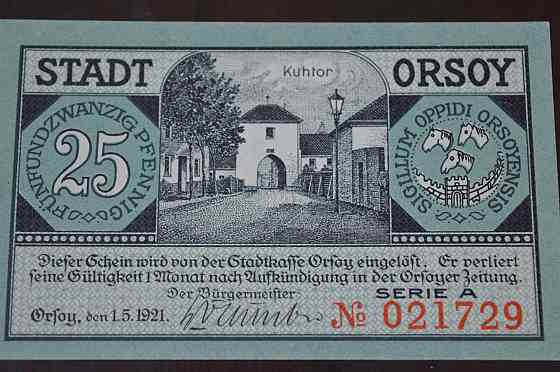 STADT
Kuhtor
ORSOY
FÜNFUNDZWANZIG PFENNIG
25
SIGILLUM OPPIDI ORSOYENSIS
Dieser Schein wird von der Stadtkasse Orsoy eingelöst. Er verliert
seine Gültigkeit 1 Monat nach Aufkündigung in der Orsoyer Zeitung.
Der Bürgermeister
SERIE A
Orsoy, den 1.5.1921.
№ 021729